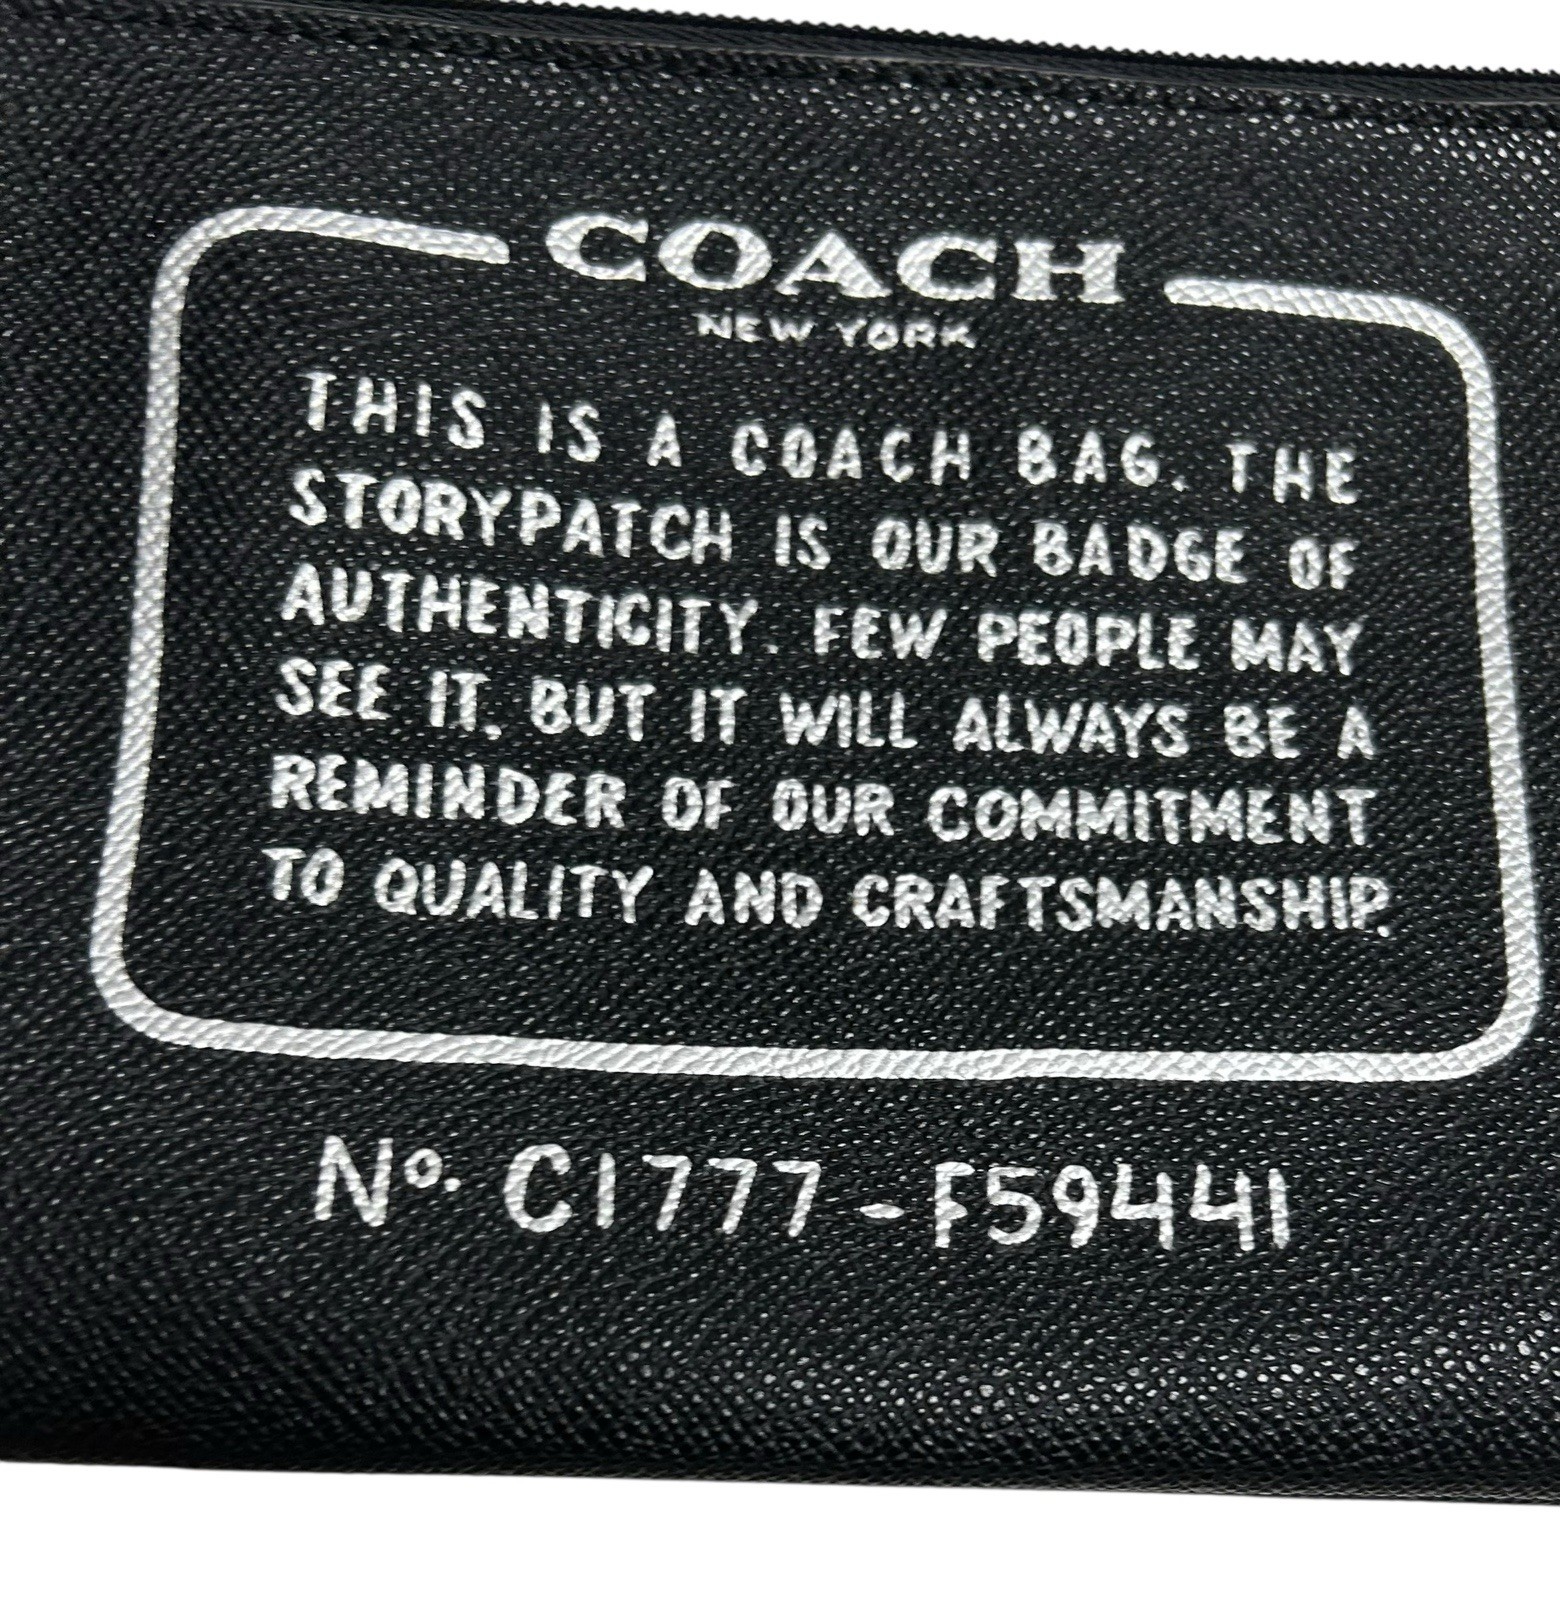 COACH
NEW YORK
THIS IS A COACH BAG. THE
STORYPATCH IS OUR BADGE OF
AUTHENTICITY. FEW PEOPLE MAY
SEE IT. BUT IT WILL ALWAYS BE A
REMINDER OF OUR COMMITMENT
TO QUALITY AND CRAFTSMANSHIP.
Nº. C1777-F59441